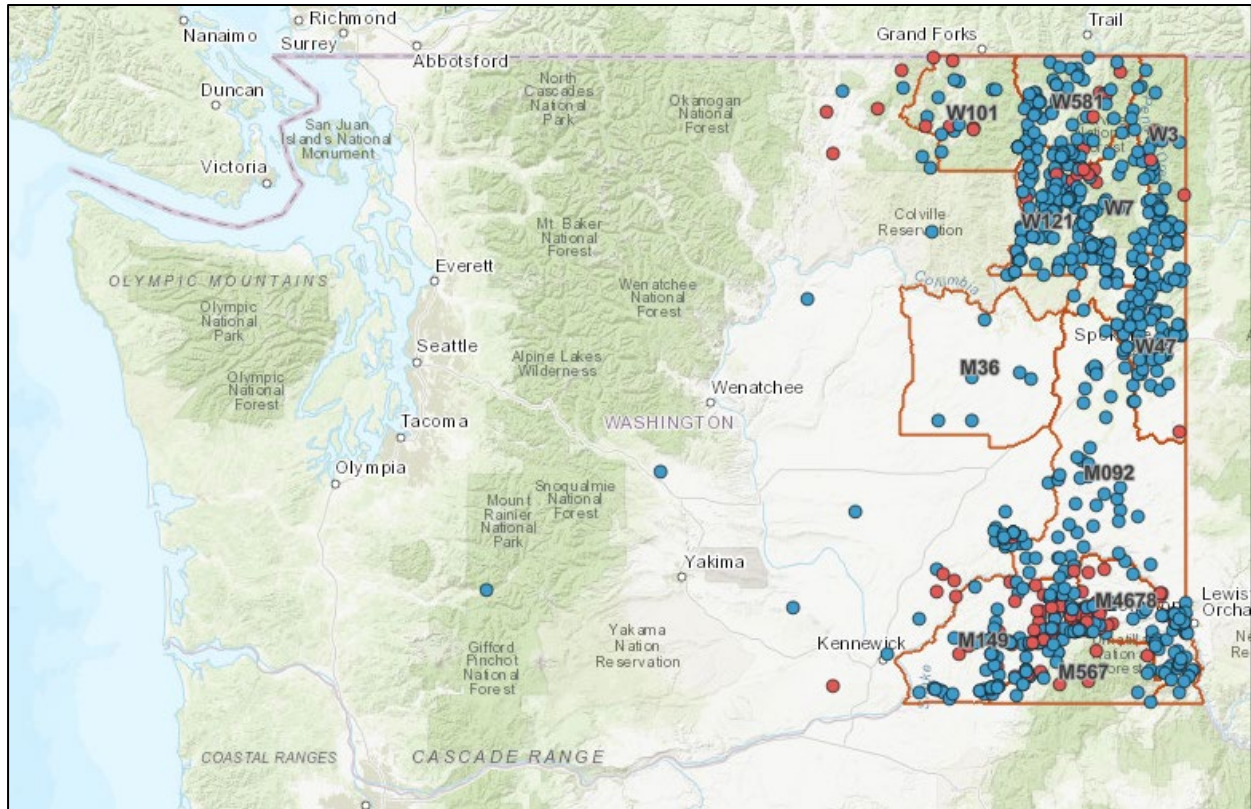 Nanaimo
Richmond
Surrey
Abbotsford
Grand Forks
Trail
Duncan
San Juan
Islands National
Monument
Victoria
North
Cascades
National
Park
Okanogan
National
Forest
W101
W581
W3
Colville
Reservation
W121
W7
Mt Baker
National
Forest
Everett
OLYMPIC MOUNTAINS
Olympic
National
Park
Wenatchee
National
Forest
Columbia
Seattle
Alpine Lakes
Wilderness
Olympic
National
Forest
Wenatchee
M36
W47
WASHINGTON
Tacoma
Olympia
Mount
Rainier
National
Park
Snoqualmie
National
Forest
M092
Yakima
M4678
Yakama
Nation
Reservation
Kennewick
M149
M567
Gifford
Pinchot
National
Forest
COASTAL RANGES
CASCADE RANGE